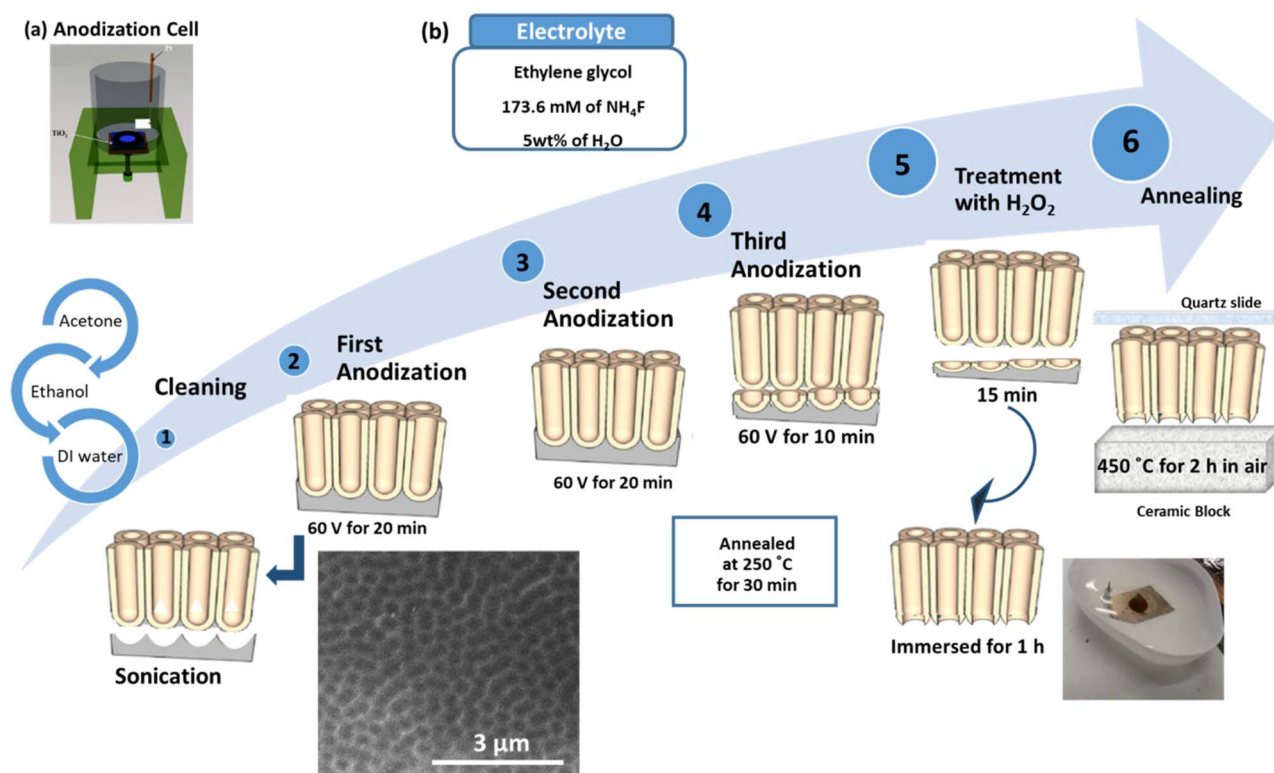 (a) Anodization Cell
Pt
TiO₂
(b)
Electrolyte
Ethylene glycol
173.6 mM of NH₄F
5wt% of H₂O
Acetone
Ethanol
DI water
1
Cleaning
Sonication
2
First
Anodization
60 V for 20 min
3 μm
3
Second
Anodization
60 V for 20 min
4
Third
Anodization
60 V for 10 min
Annealed
at 250 ˚C
for 30 min
5
Treatment
with H₂O₂
15 min
Immersed for 1 h
6
Annealing
Quartz slide
450 ˚C for 2 h in air
Ceramic Block